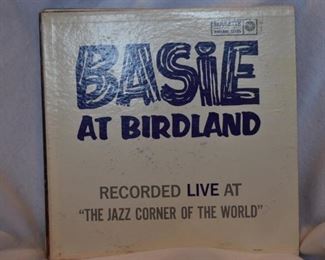 BASiE
AT BIRDLAND
RECORDED LIVE AT
"THE JAZZ CORNER OF THE WORLD"